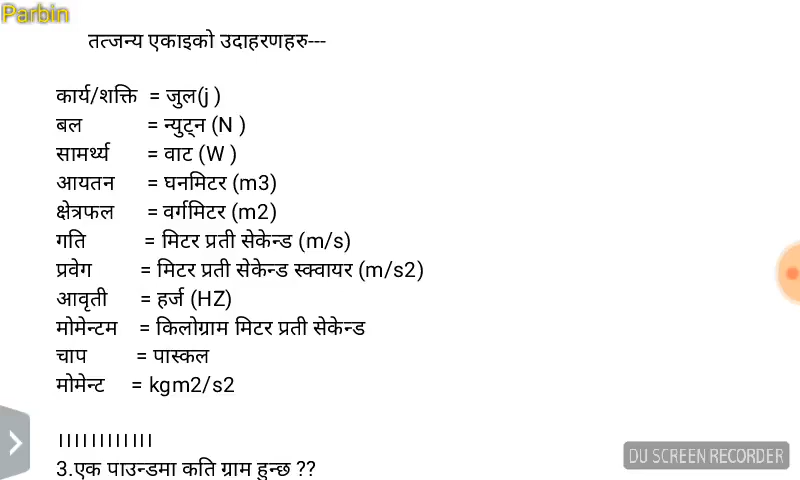 Parbin
तत्जन्य एकाइको उदाहरणहरु---
कार्य/शक्ति = जुल(j )
बल = न्युट्न (N )
सामर्थ्य = वाट (W )
आयतन = घनमिटर (m3)
क्षेत्रफल = वर्गमिटर (m2)
गति = मिटर प्रती सेकेन्ड (m/s)
प्रवेग = मिटर प्रती सेकेन्ड स्क्वायर (m/s2)
आवृती = हर्ज (HZ)
मोमेन्टम = किलोग्राम मिटर प्रती सेकेन्ड
चाप = पास्कल
मोमेन्ट = kgm2/s2
।।।।।।।।।।।।
3.एक पाउन्डमा कति ग्राम हुन्छ ??
DU SCREEN RECORDER